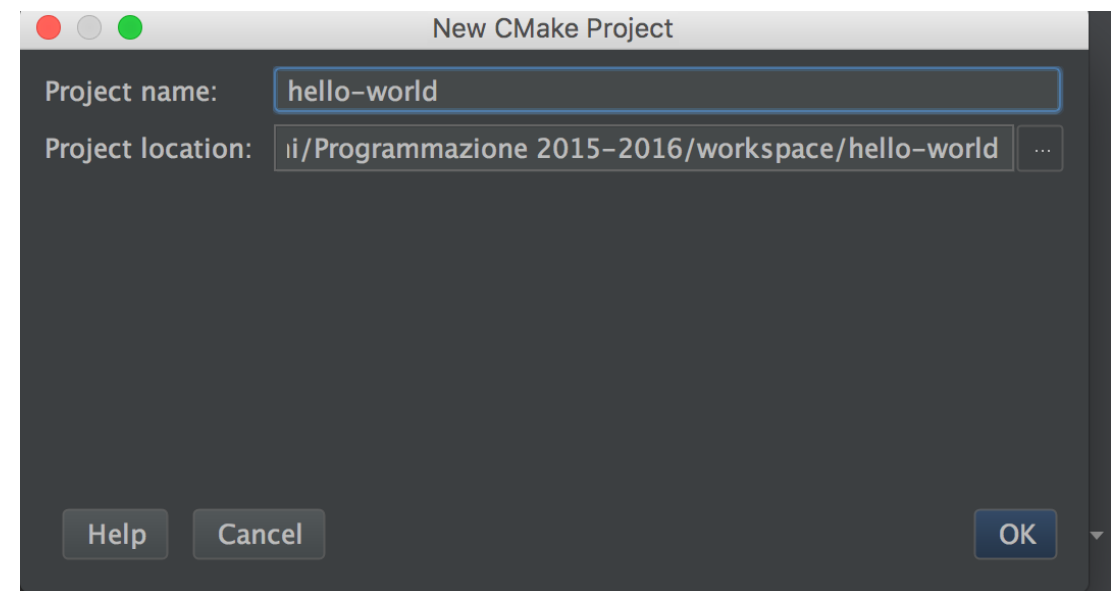 New CMake Project
Project name: hello-world
Project location: /Programmazione 2015-2016/workspace/hello-world ...
Help Cancel OK